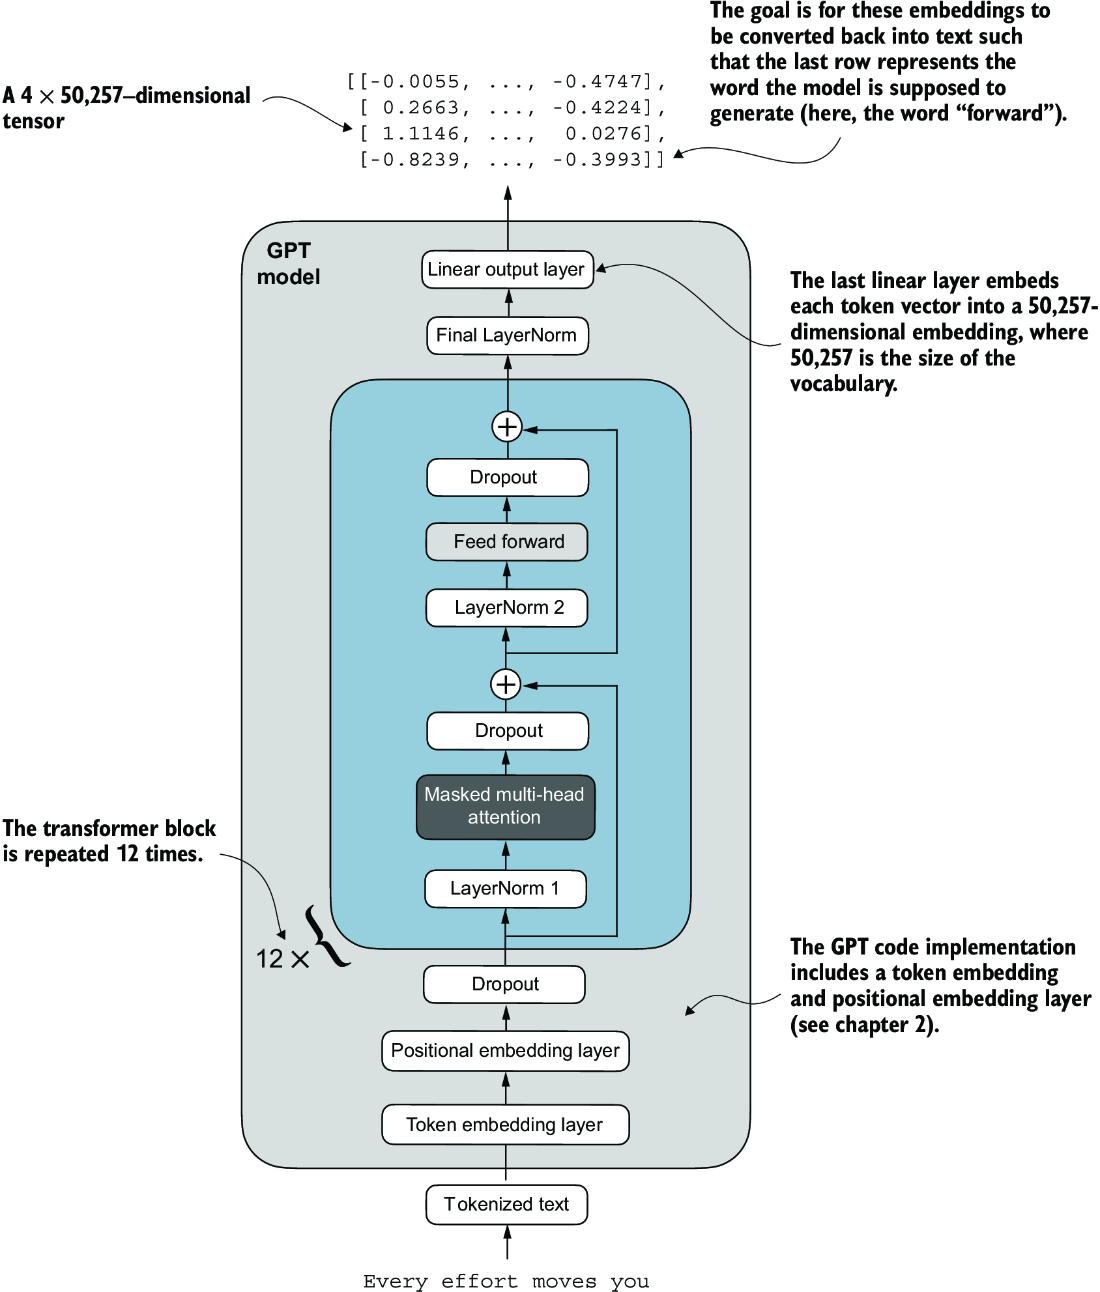 The goal is for these embeddings to
be converted back into text such
that the last row represents the
word the model is supposed to
generate (here, the word “forward”).
A 4 × 50,257–dimensional
tensor
[[-0.0055, ..., -0.4747],
[ 0.2663, ..., -0.4224],
[ 1.1146, ..., 0.0276],
[-0.8239, ..., -0.3993]]
GPT
model
Linear output layer
The last linear layer embeds
each token vector into a 50,257-
dimensional embedding, where
50,257 is the size of the
vocabulary.
Final LayerNorm
+
Dropout
Feed forward
LayerNorm 2
+
Dropout
Masked multi-head
attention
The transformer block
is repeated 12 times.
LayerNorm 1
12 ×
{
Dropout
The GPT code implementation
includes a token embedding
and positional embedding layer
(see chapter 2).
Positional embedding layer
Token embedding layer
Tokenized text
Every effort moves you